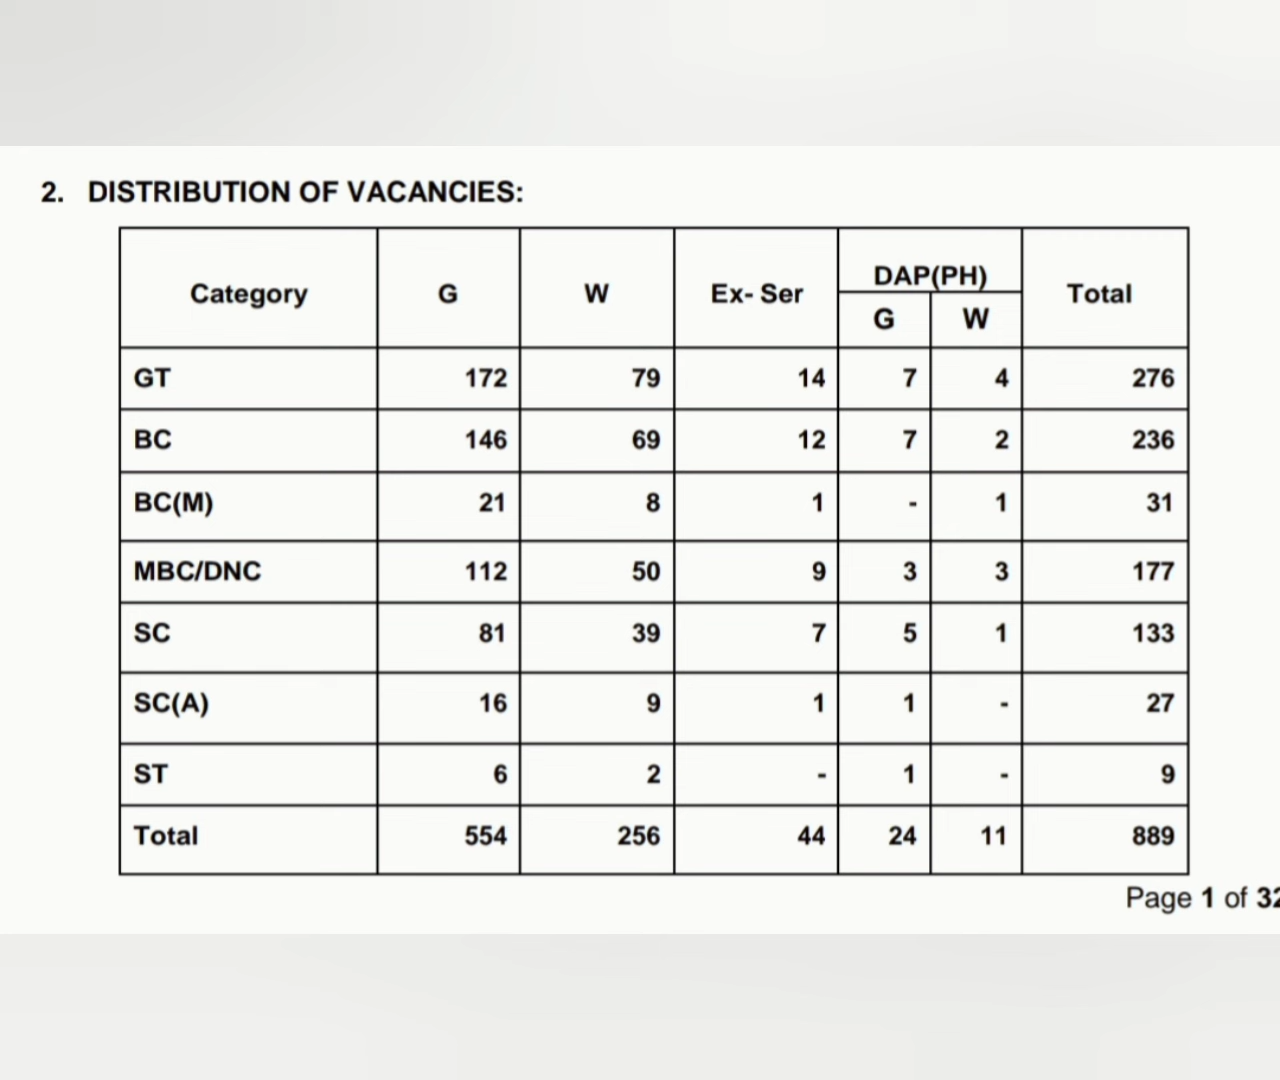 2. DISTRIBUTION OF VACANCIES:
Category G W Ex- Ser DAP(PH) Total
G W
GT 172 79 14 7 4 276
BC 146 69 12 7 2 236
BC(M) 21 8 1 - 1 31
MBC/DNC 112 50 9 3 3 177
SC 81 39 7 5 1 133
SC(A) 16 9 1 1 - 27
ST 6 2 - 1 - 9
Total 554 256 44 24 11 889
Page 1 of 32